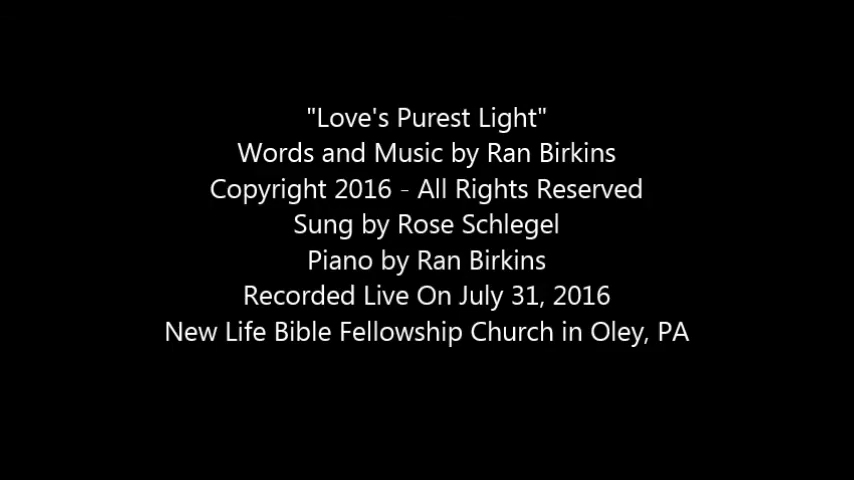 "Love's Purest Light"
Words and Music by Ran Birkins
Copyright 2016 - All Rights Reserved
Sung by Rose Schlegel
Piano by Ran Birkins
Recorded Live On July 31, 2016
New Life Bible Fellowship Church in Oley, PA